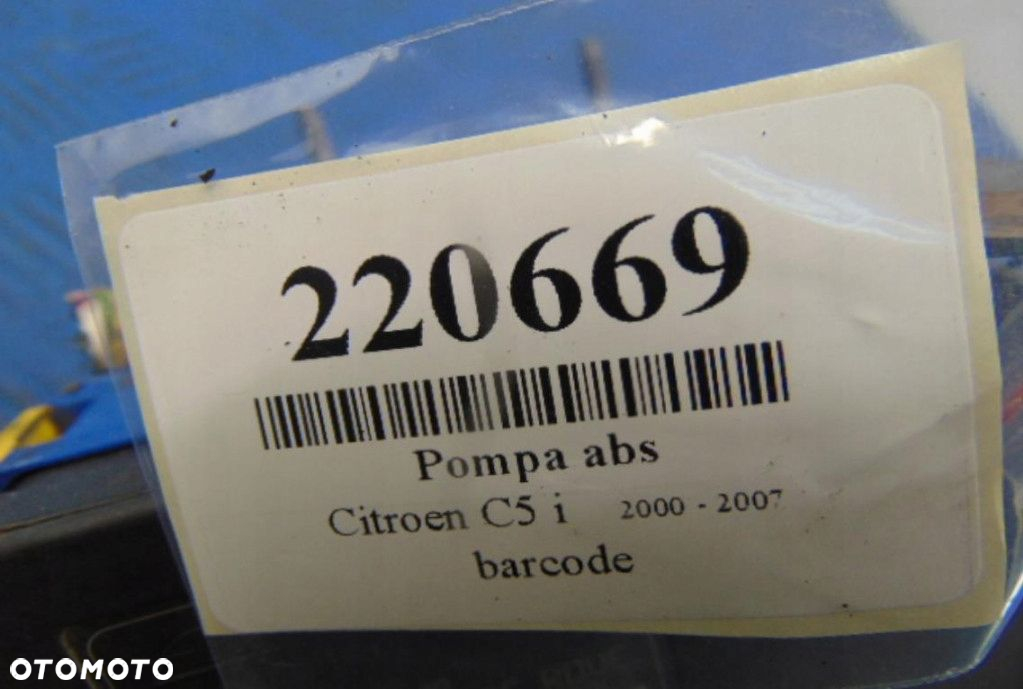 220669
Pompa abs
Citroen C5 i 2000 - 2007
barcode
OTOMOTO